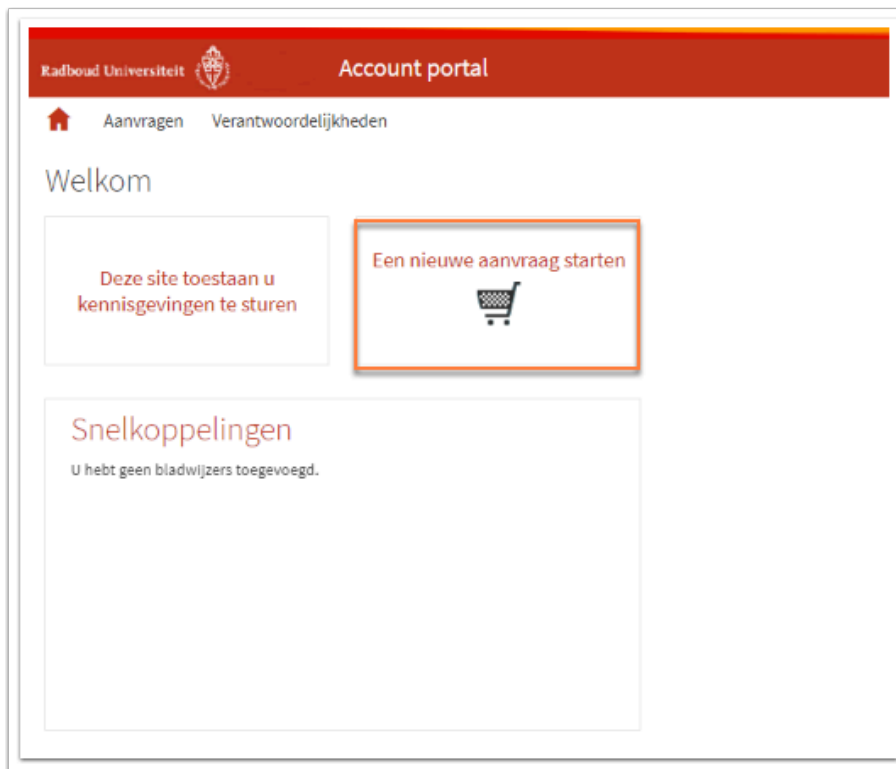 Radboud Universiteit
Account portal
Aanvragen Verantwoordelijkheden
Welkom
Deze site toestaan u
kennisgevingen te sturen
Een nieuwe aanvraag starten
Snelkoppelingen
U hebt geen bladwijzers toegevoegd.